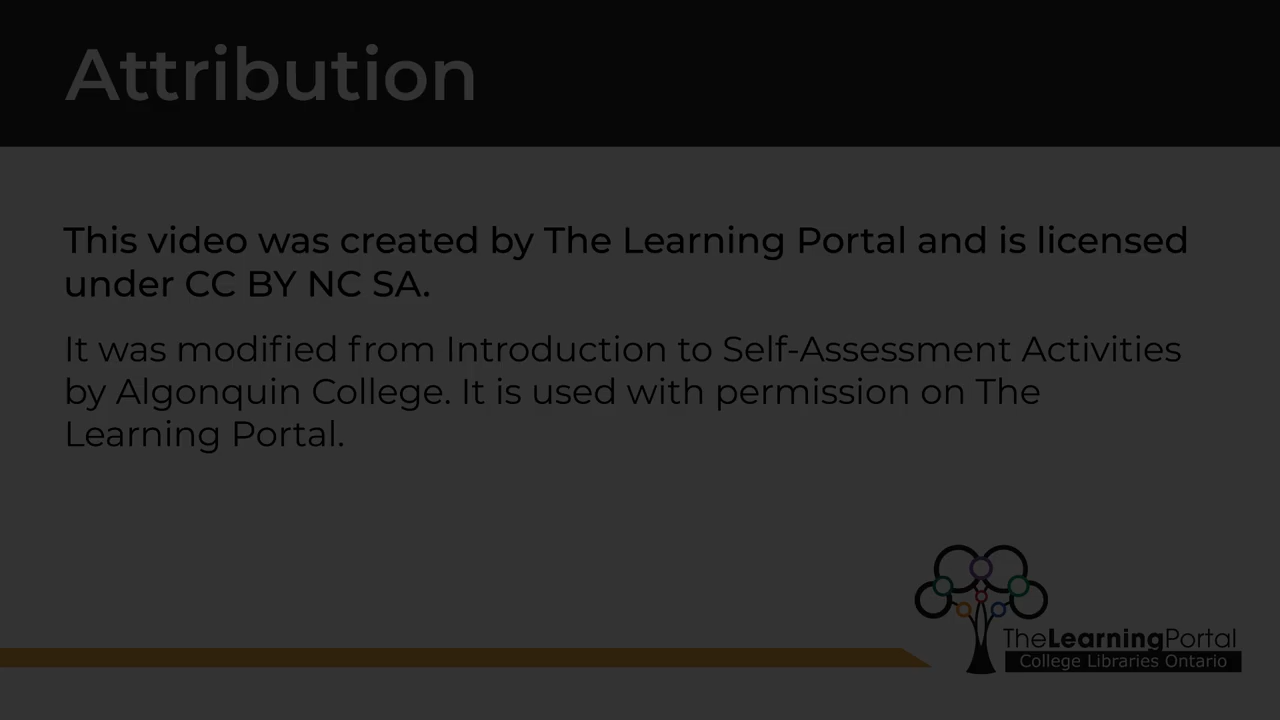 Attribution
This video was created by The Learning Portal and is licensed
under CC BY NC SA.
It was modified from Introduction to Self-Assessment Activities
by Algonquin College. It is used with permission on The
Learning Portal.
TheLearningPortal
College Libraries Ontario